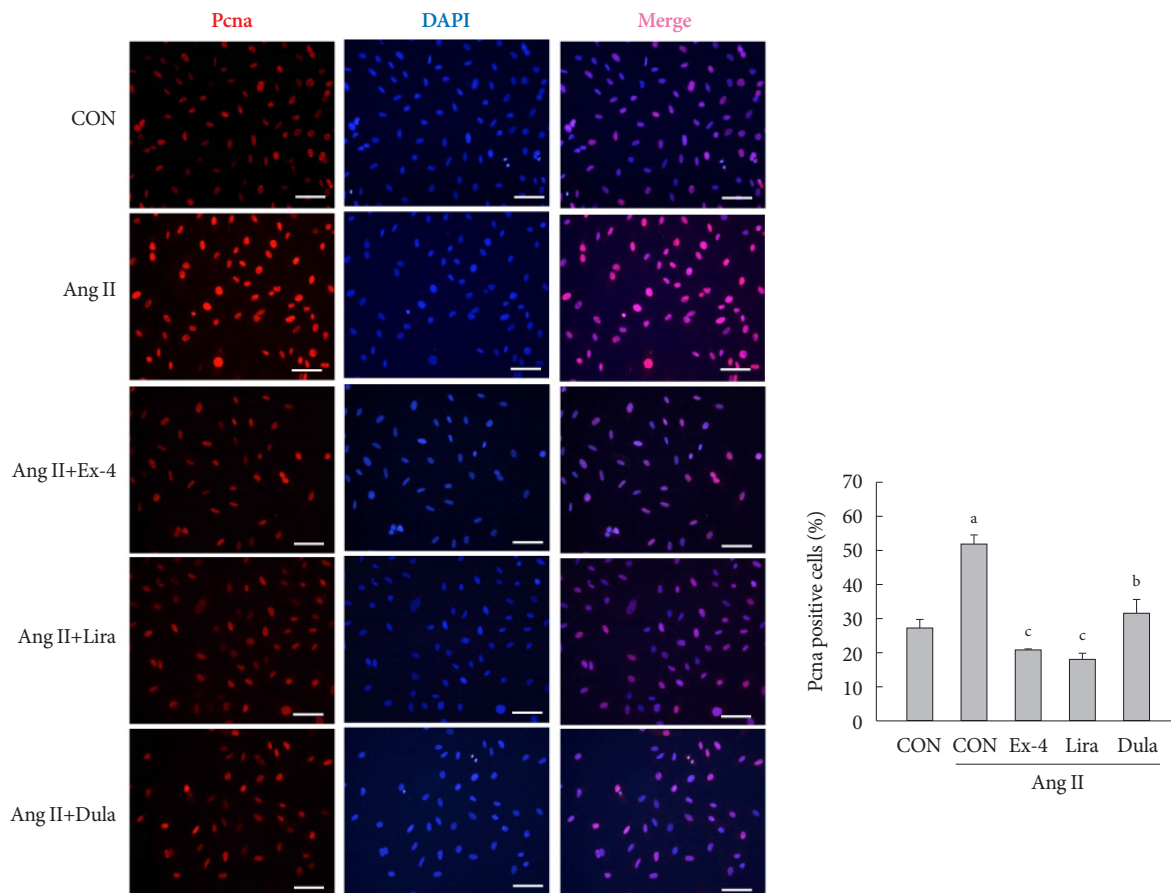 Pcna DAPI Merge
CON
Ang II
Ang II+Ex-4
Ang II+Lira
Ang II+Dula
Pcna positive cells (%)
70
60
50
40
30
20
10
0
a
b
c c
CON CON Ex-4 Lira Dula
Ang II